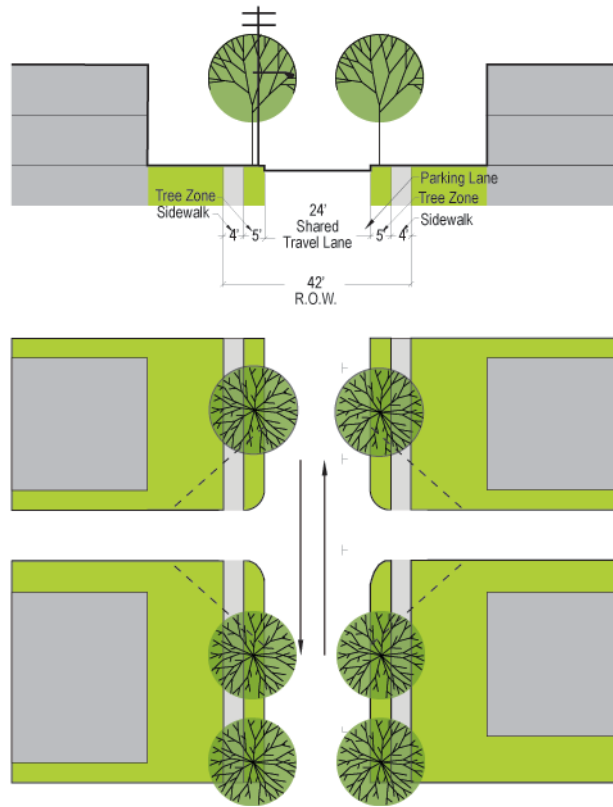 Parking Lane
Tree Zone
Sidewalk
24'
Shared
Travel Lane
Tree Zone
Sidewalk
4'
5'
5'
4'
42'
R.O.W.